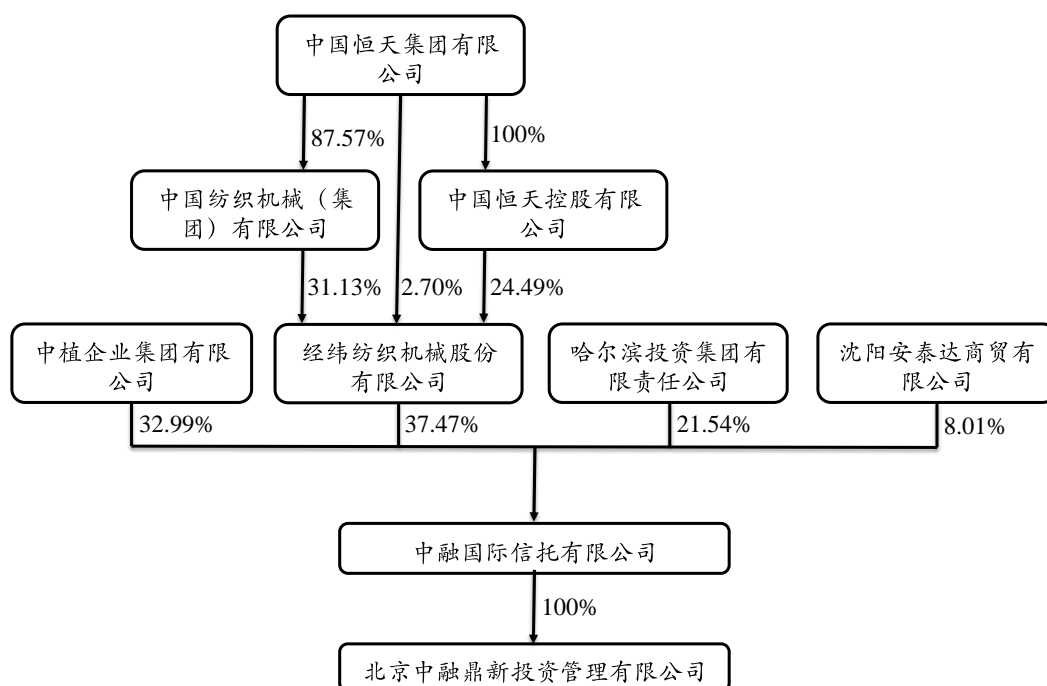 中国恒天集团有限
公司
87.57%
100%
中国纺织机械（集
团）有限公司
中国恒天控股有限
公司
31.13%
2.70%
24.49%
中植企业集团有限
公司
经纬纺织机械股份
有限公司
哈尔滨投资集团有
限责任公司
沈阳安泰达商贸有
限公司
32.99%
37.47%
21.54%
8.01%
中融国际信托有限公司
100%
北京中融鼎新投资管理有限公司